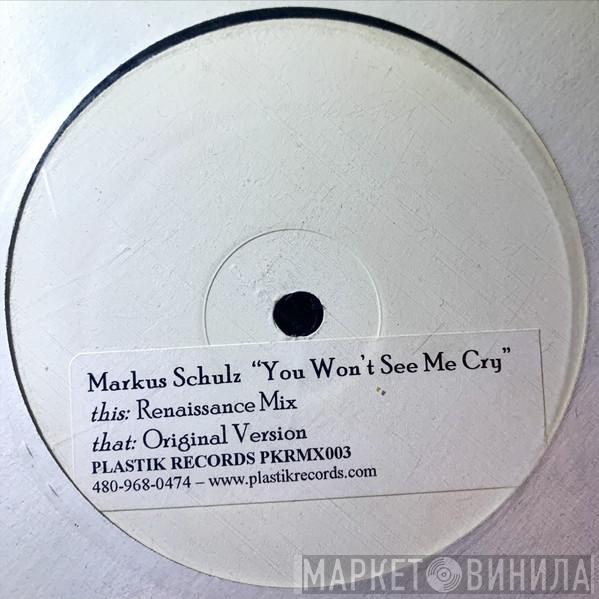 Markus Schulz "You Won't See Me Cry"
this: Renaissance Mix
that: Original Version
PLASTIK RECORDS PKRMX003
480-968-0474 – www.plastikrecords.com
МАРКЕТ ВИНИЛА